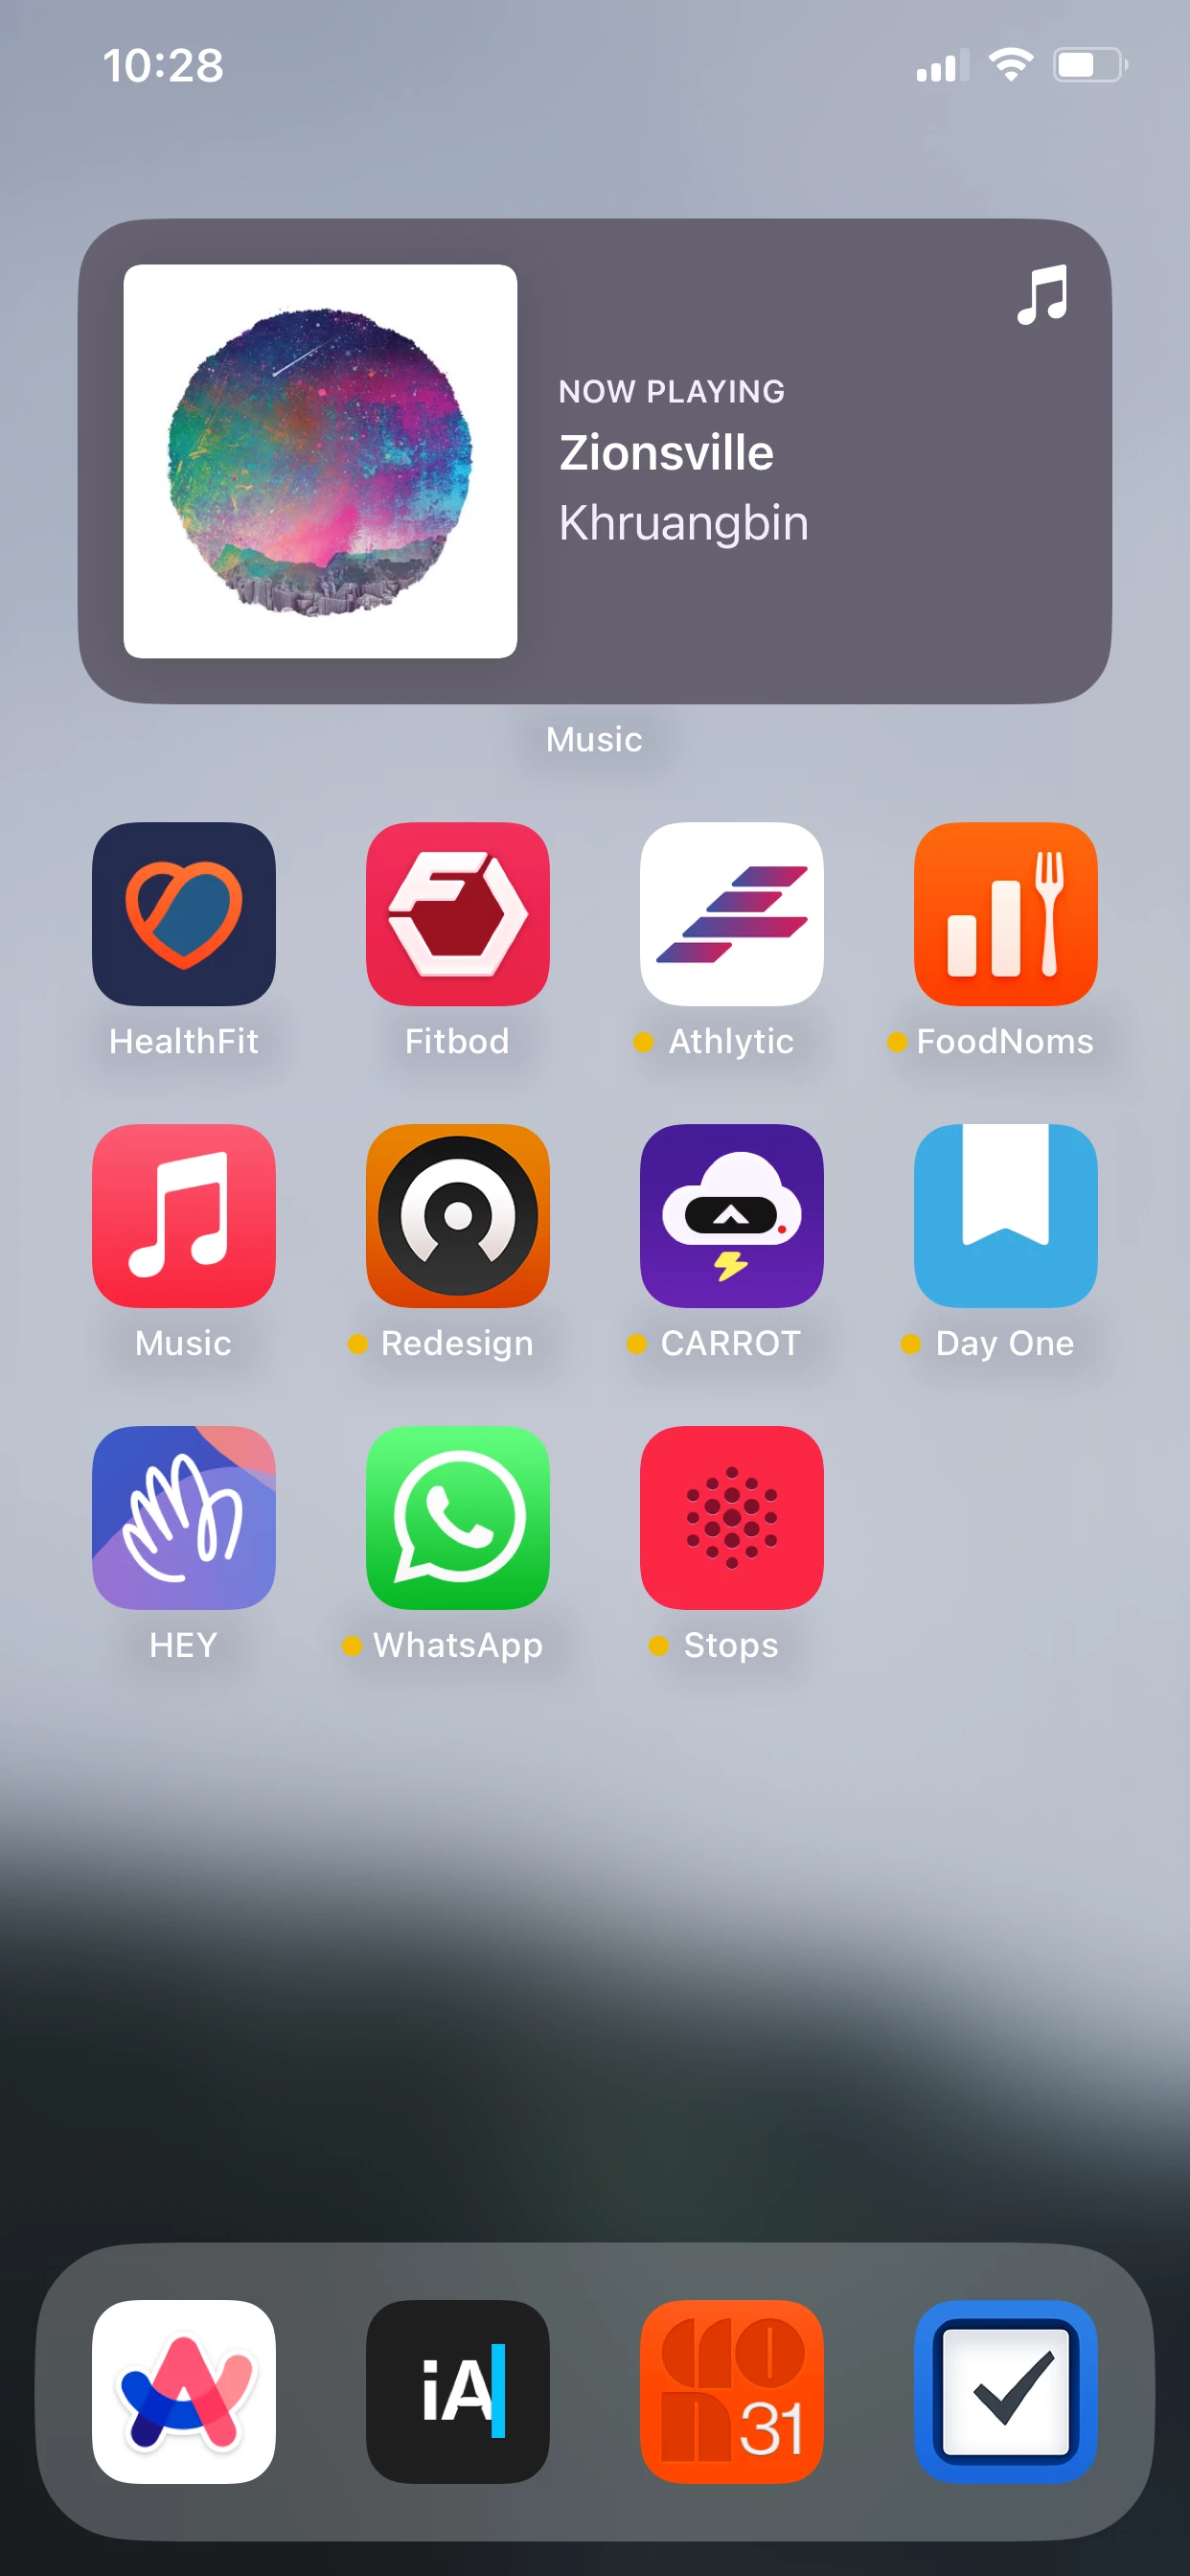 10:28
NOW PLAYING
Zionsville
Khruangbin
Music
HealthFit
Fitbod
Athlytic
FoodNoms
Music
Redesign
CARROT
Day One
HEY
WhatsApp
Stops
iA
31